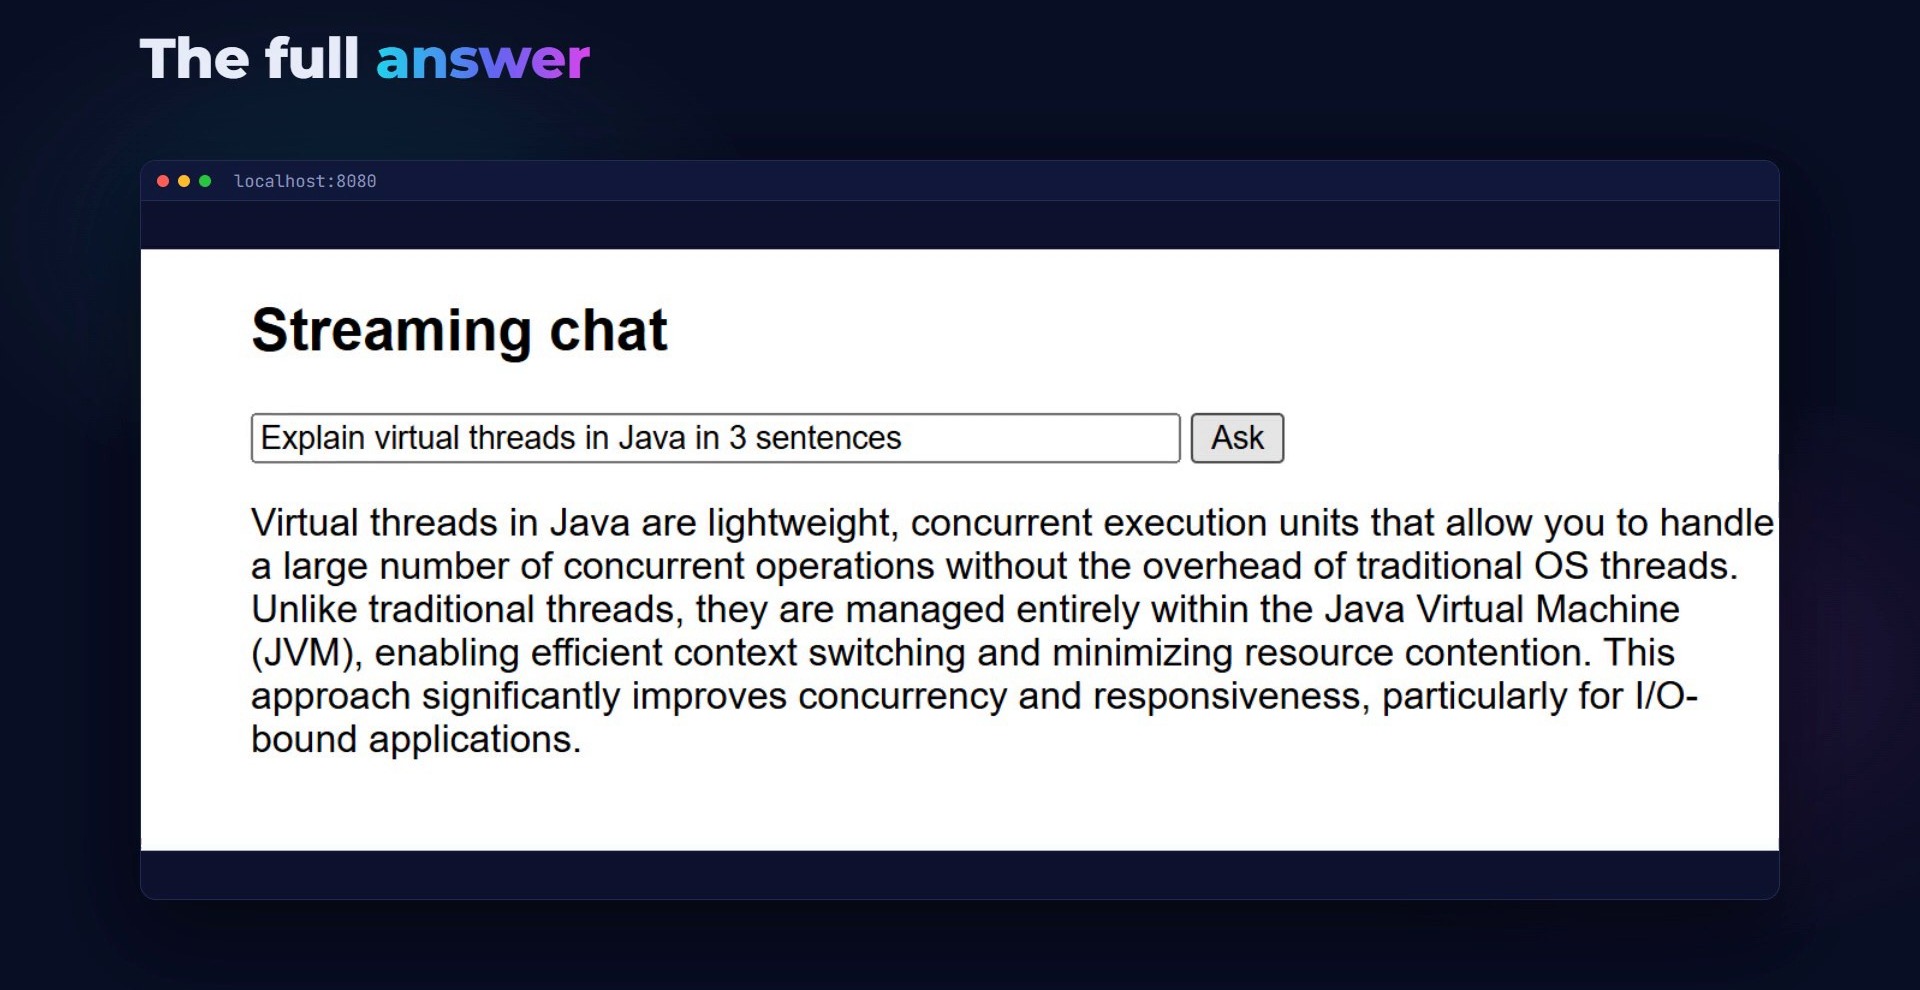 The full answer
localhost:8080
Streaming chat
Explain virtual threads in Java in 3 sentences
Ask
Virtual threads in Java are lightweight, concurrent execution units that allow you to handle
a large number of concurrent operations without the overhead of traditional OS threads.
Unlike traditional threads, they are managed entirely within the Java Virtual Machine
(JVM), enabling efficient context switching and minimizing resource contention. This
approach significantly improves concurrency and responsiveness, particularly for I/O-
bound applications.